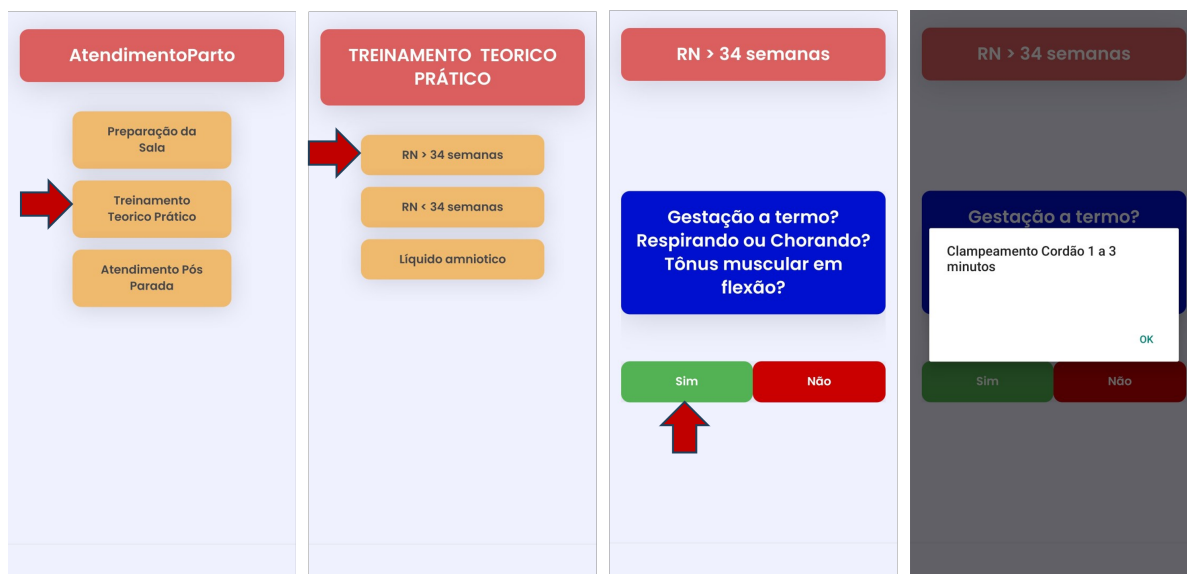 AtendimentoParto
Preparação da
Sala
Treinamento
Teorico Prático
Atendimento Pós
Parada
TREINAMENTO TEORICO
PRÁTICO
RN > 34 semanas
RN < 34 semanas
Líquido amniotico
RN > 34 semanas
Gestação a termo?
Respirando ou Chorando?
Tônus muscular em
flexão?
Sim
Não
RN > 34 semanas
Gestação a termo?
Clampeamento Cordão 1 a 3
minutos
OK
Sim
Não